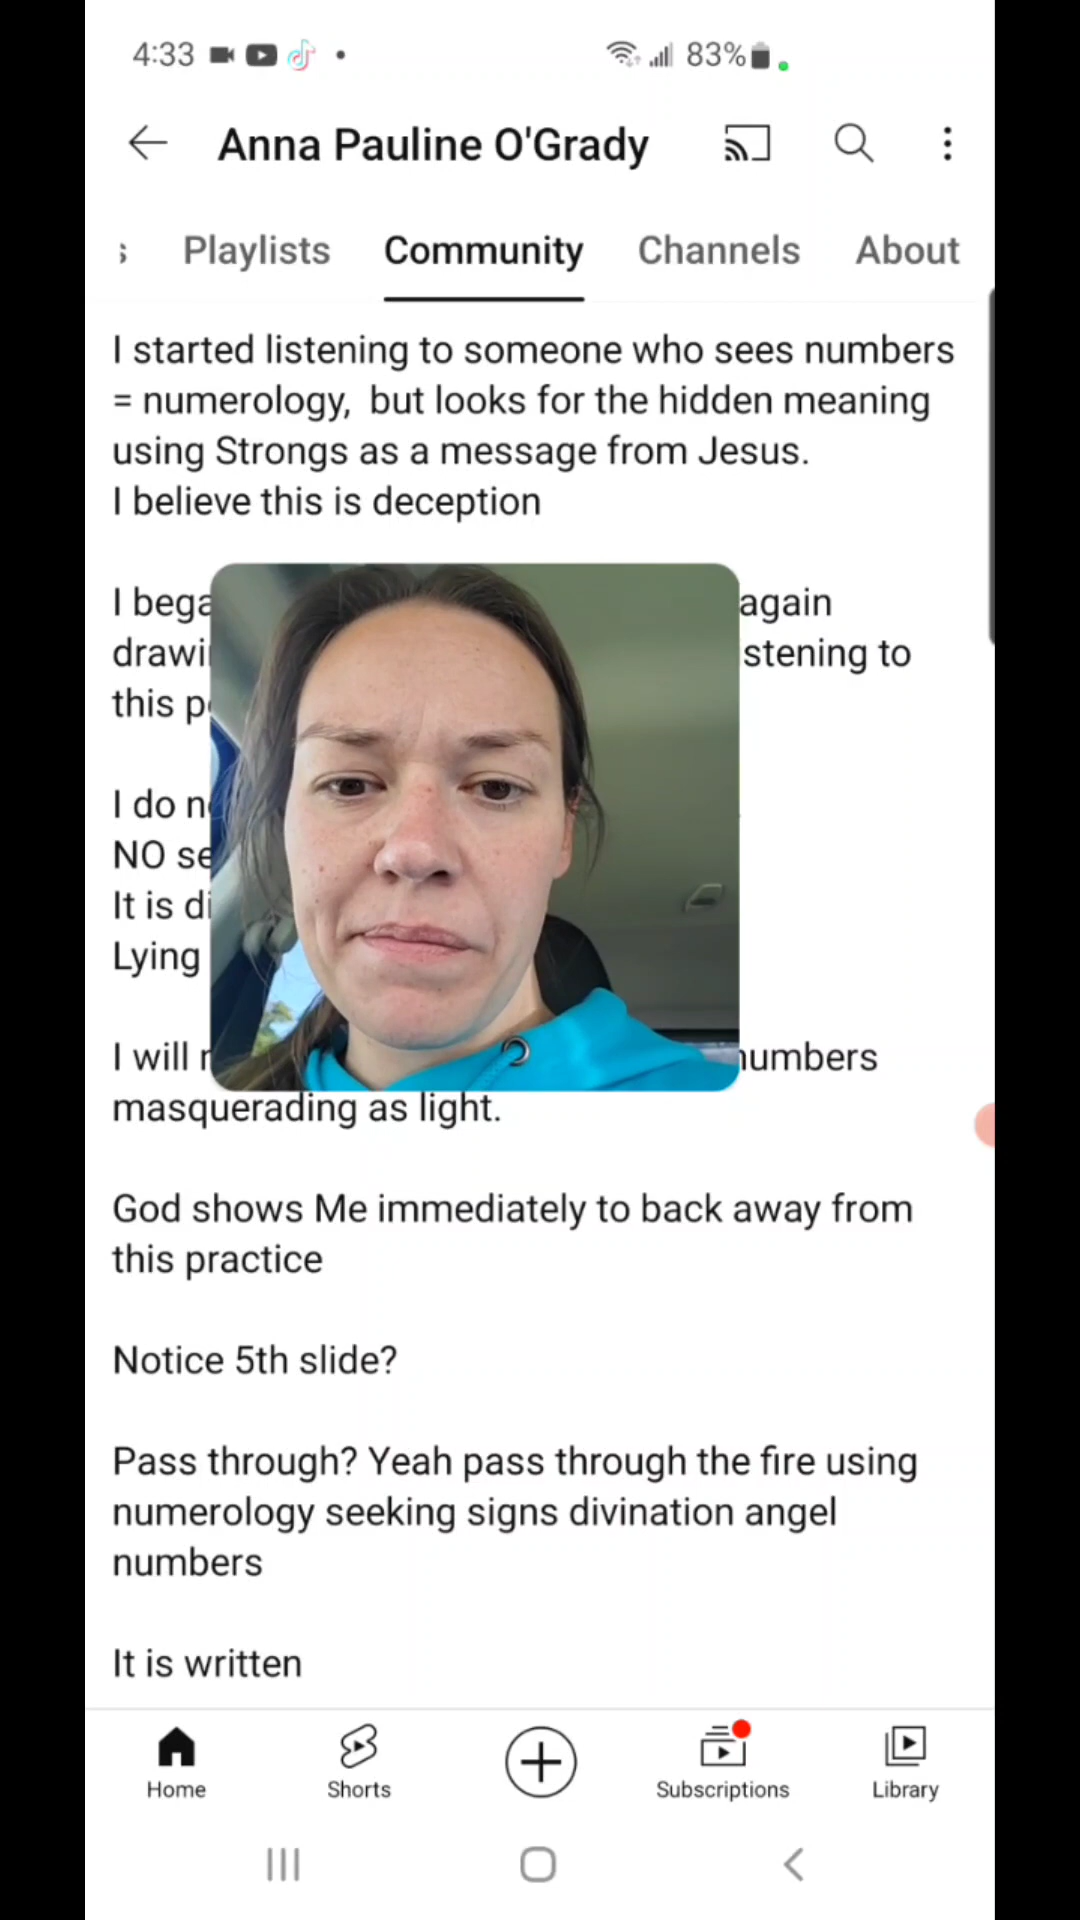 4:33
83%
Anna Pauline O'Grady
s Playlists Community Channels About
I started listening to someone who sees numbers
= numerology, but looks for the hidden meaning
using Strongs as a message from Jesus.
I believe this is deception
I again
stening to
this
I do
NO
It is
Lying
I will numbers
masquerading as light.
God shows Me immediately to back away from
this practice
Notice 5th slide?
Pass through? Yeah pass through the fire using
numerology seeking signs divination angel
numbers
It is written
Home
Shorts
Subscriptions
Library